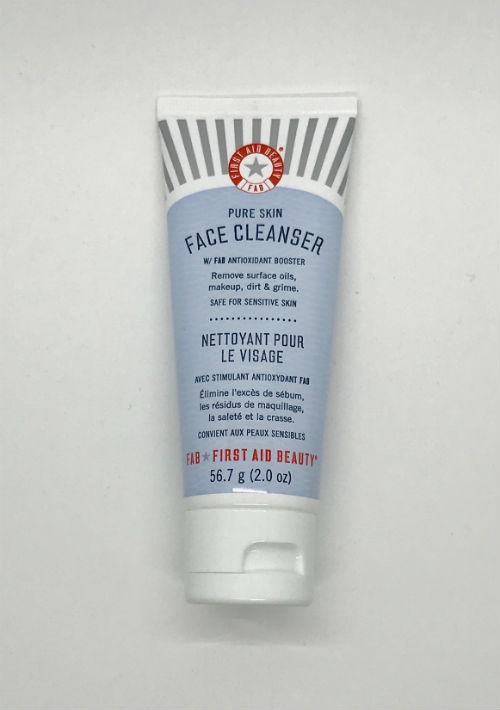 FIRST AID BEAUTY®
FAB
PURE SKIN
FACE CLEANSER
W/ FAB ANTIOXIDANT BOOSTER
Remove surface oils,
makeup, dirt & grime.
SAFE FOR SENSITIVE SKIN
NETTOYANT POUR
LE VISAGE
AVEC STIMULANT ANTIOXYDANT FAB
Élimine l'excès de sébum,
les résidus de maquillage,
la saleté et la crasse.
CONVIENT AUX PEAUX SENSIBLES
FAB★FIRST AID BEAUTY®
56.7 g (2.0 oz)